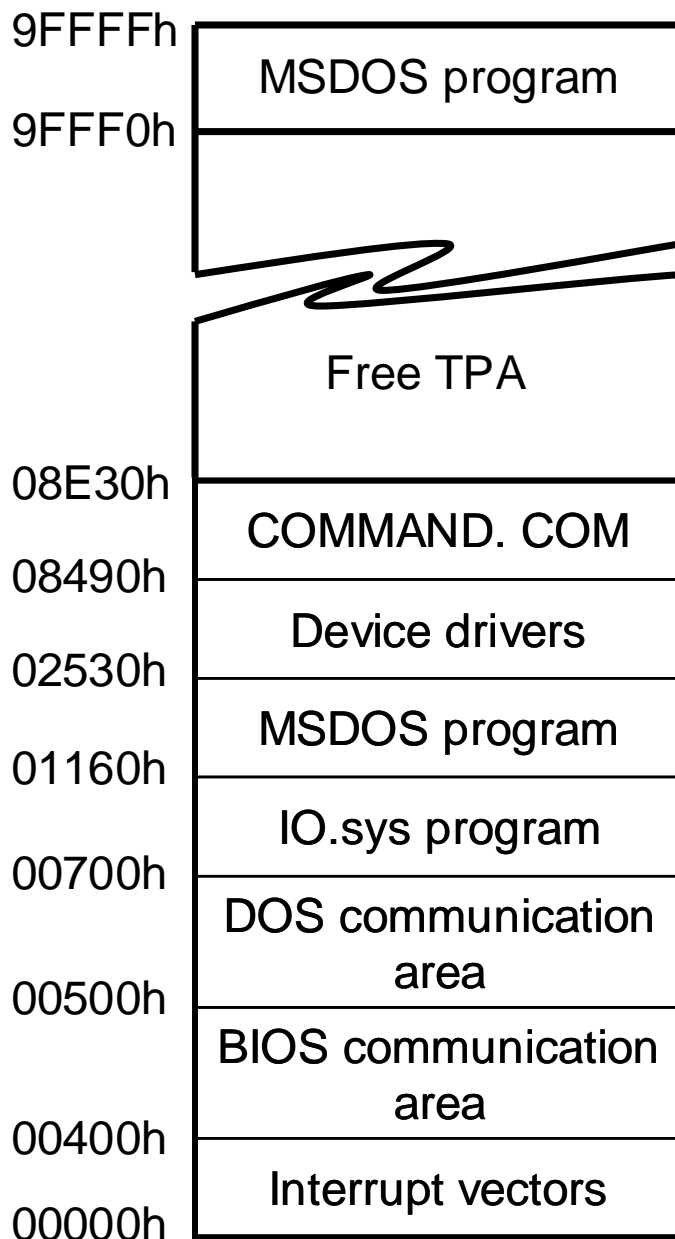 9FFFFh
MSDOS program
9FFF0h
Free TPA
08E30h
COMMAND. COM
08490h
Device drivers
02530h
MSDOS program
01160h
IO.sys program
00700h
DOS communication
area
00500h
BIOS communication
area
00400h
Interrupt vectors
00000h